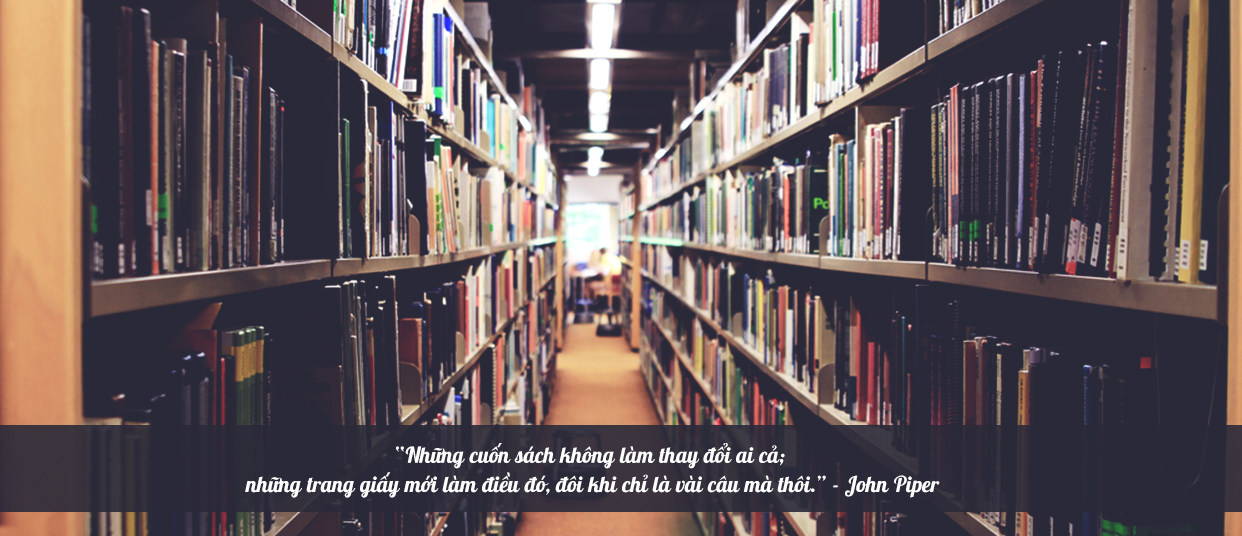 “Những cuốn sách không làm thay đổi ai cả;
những trang giấy mới làm điều đó, đôi khi chỉ là vài câu mà thôi.” - John Piper